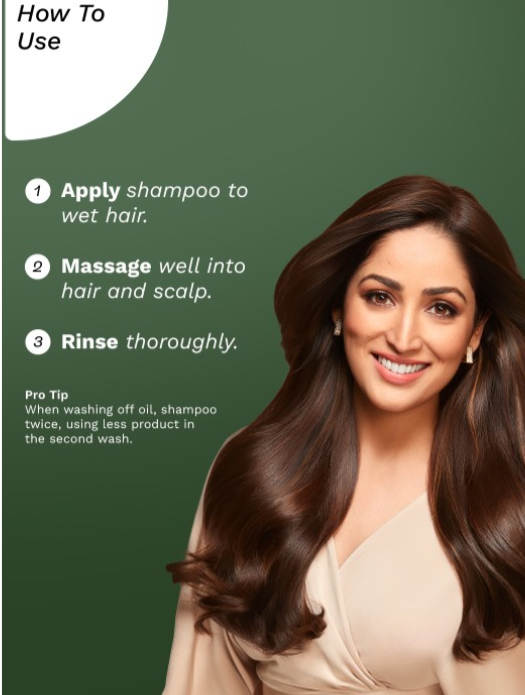 How To
Use
1 Apply shampoo to
wet hair.
2 Massage well into
hair and scalp.
3 Rinse thoroughly.
Pro Tip
When washing off oil, shampoo
twice, using less product in
the second wash.